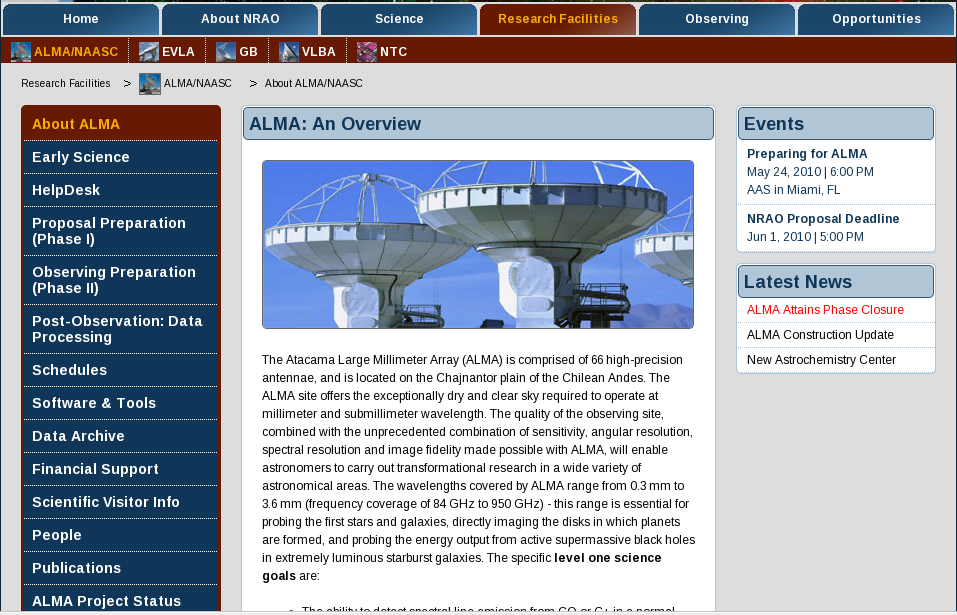 Home About NRAO Science Research Facilities Observing Opportunities
ALMA/NAASC EVLA GB VLBA NTC
Research Facilities > ALMA/NAASC > About ALMA/NAASC
About ALMA
Early Science
HelpDesk
Proposal Preparation
(Phase I)
Observing Preparation
(Phase II)
Post-Observation: Data
Processing
Schedules
Software & Tools
Data Archive
Financial Support
Scientific Visitor Info
People
Publications
ALMA Project Status
ALMA: An Overview
The Atacama Large Millimeter Array (ALMA) is comprised of 66 high-precision
antennae, and is located on the Chajnantor plain of the Chilean Andes. The
ALMA site offers the exceptionally dry and clear sky required to operate at
millimeter and submillimeter wavelength. The quality of the observing site,
combined with the unprecedented combination of sensitivity, angular resolution,
spectral resolution and image fidelity made possible with ALMA, will enable
astronomers to carry out transformational research in a wide variety of
astronomical areas. The wavelengths covered by ALMA range from 0.3 mm to
3.6 mm (frequency coverage of 84 GHz to 950 GHz) - this range is essential for
probing the first stars and galaxies, directly imaging the disks in which planets
are formed, and probing the energy output from active supermassive black holes
in extremely luminous starburst galaxies. The specific level one science
goals are:
The ability to detect spectral line emission from CO or C+ in a normal
Events
Preparing for ALMA
May 24, 2010 | 6:00 PM
AAS in Miami, FL
NRAO Proposal Deadline
Jun 1, 2010 | 5:00 PM
Latest News
ALMA Attains Phase Closure
ALMA Construction Update
New Astrochemistry Center